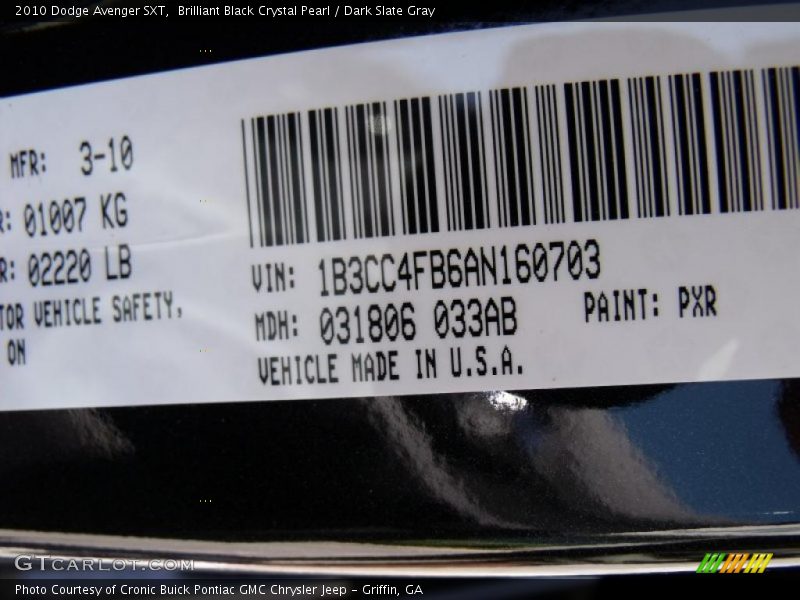 2010 Dodge Avenger SXT,  Brilliant Black Crystal Pearl / Dark Slate Gray
MFR: 3-10
R: 01007 KG
R: 02220 LB
TOR VEHICLE SAFETY,
ON
VIN: 1B3CC4FB6AN160703
MDH: 031806 033AB
PAINT: PXR
VEHICLE MADE IN U.S.A.
GTCARLOT.COM
Photo Courtesy of Cronic Buick Pontiac GMC Chrysler Jeep - Griffin, GA